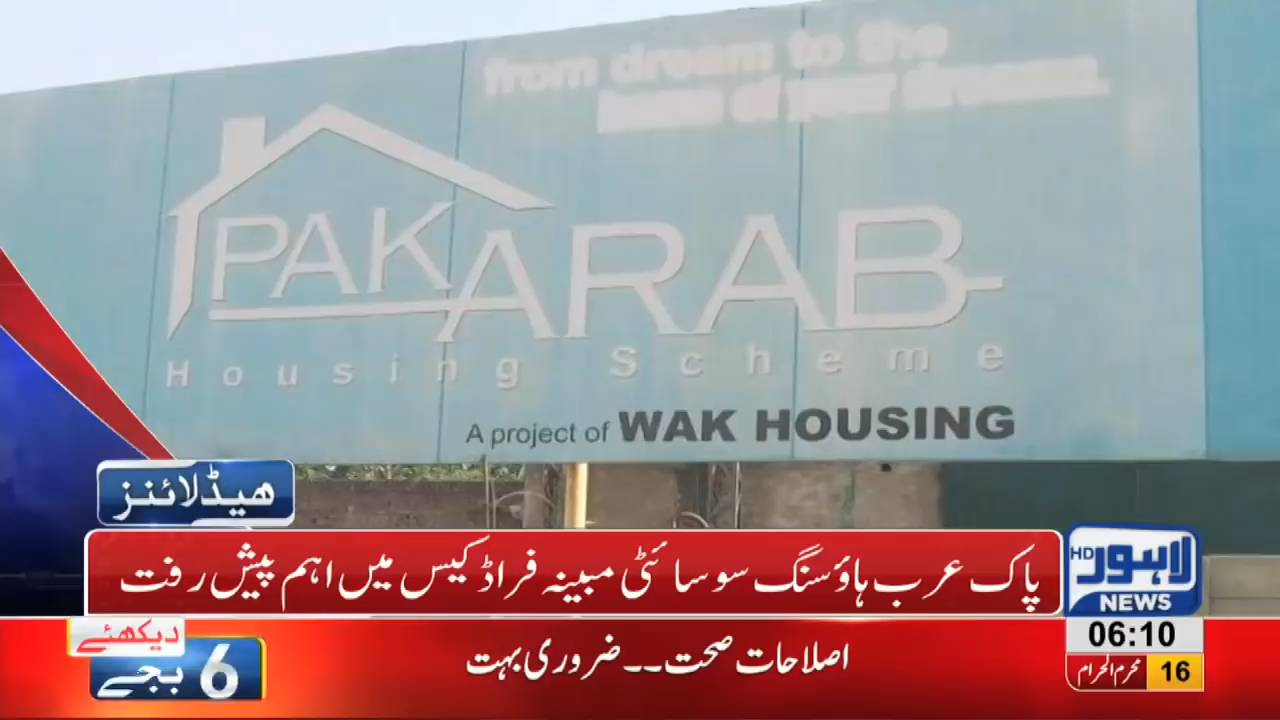 from dream to the
home of your dreams.
PAK ARAB
Housing Scheme
A project of WAK HOUSING
ھیڈلائنز
پاک عرب ہاؤسنگ سوسائٹی مبینہ فراڈ کیس میں اہم پیش رفت
HD لاہور
NEWS
دیکھئے
6 بجے
اصلاحات صحت۔۔ضروری بہت
06:10
16 محرم الحرام